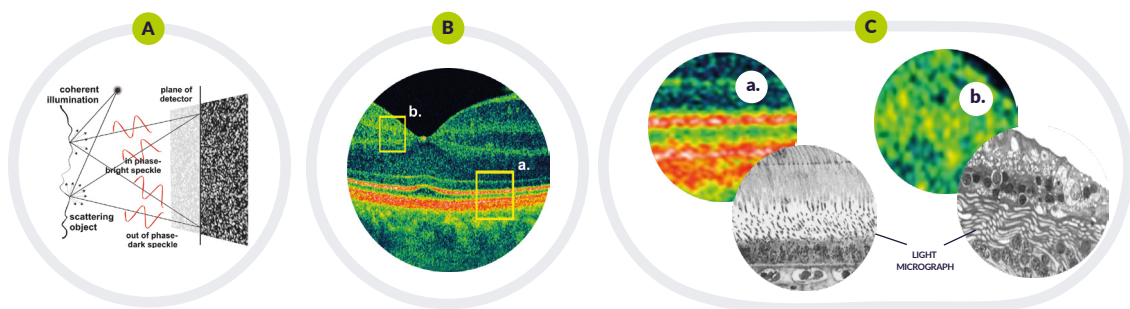 A
coherent
illumination
plane of
detector
in phase-
bright speckle
scattering
object
out of phase-
dark speckle
B
b.
a.
C
a.
b.
LIGHT
MICROGRAPH